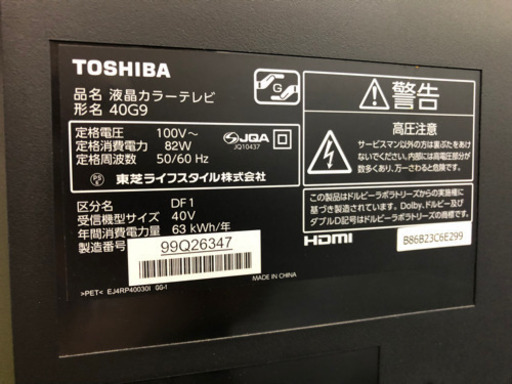 TOSHIBA
品名 液晶カラーテレビ
形名 40G9
定格電圧 100V～
定格消費電力 82W
定格周波数 50/60 Hz
JQA
JQ10437
東芝ライフスタイル株式会社
区分名 DF1
受信機型サイズ 40V
年間消費電力量 63 kWh/年
製造番号
99Q26347
MADE IN CHINA
>PET< EJ4RP40030I GG-1
G
警告
高圧注意
サービスマン以外の方は裏ぶたをあけ
ないでください。内部には高電圧部分が
数多くあり、万一さわると危険です。
この製品はドルビーラボラトリーズからの実施権に
基づき製造されています。Dolby、ドルビー及び
ダブルD記号はドルビーラボラトリーズの商標です。
HDMI
B86B23C6E299